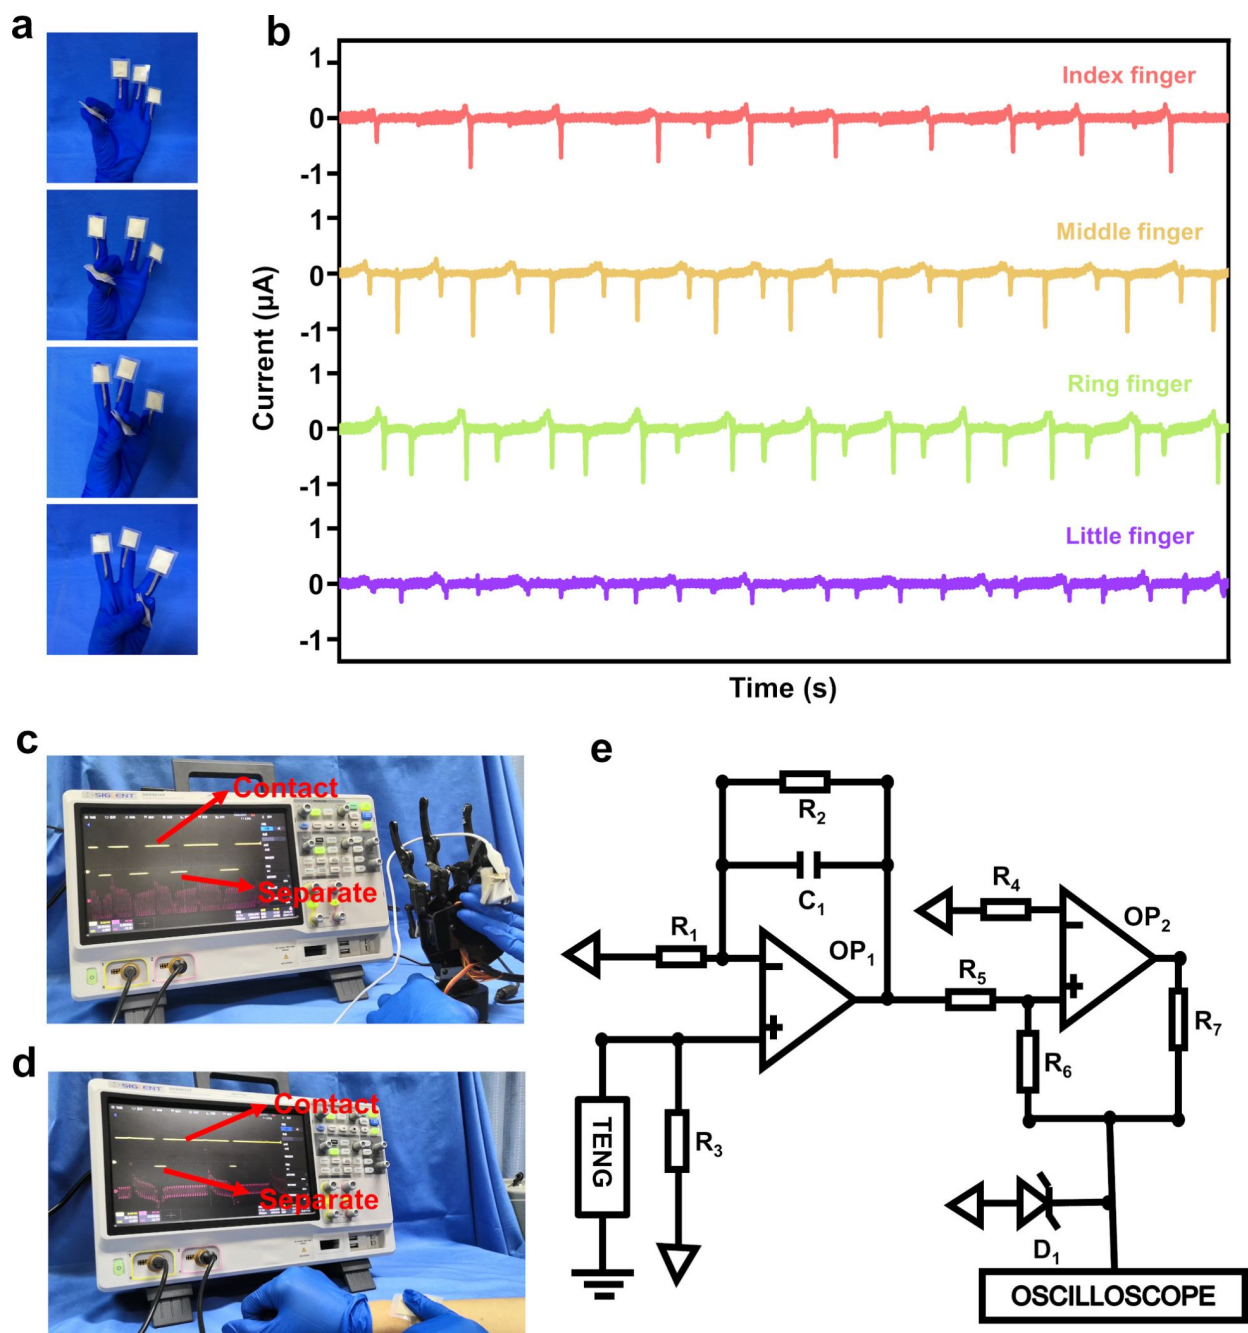 a
b
1
0
-1
Index finger
1
0
-1
Middle finger
1
0
-1
Ring finger
1
0
-1
Little finger
Current (µA)
Time (s)
c
SIGLENT
Contact
Separate
d
SIGLENT
Contact
Separate
e
R2
C1
R1
OP1
R4
OP2
R5
R6
R7
TENG
R3
D1
OSCILLOSCOPE